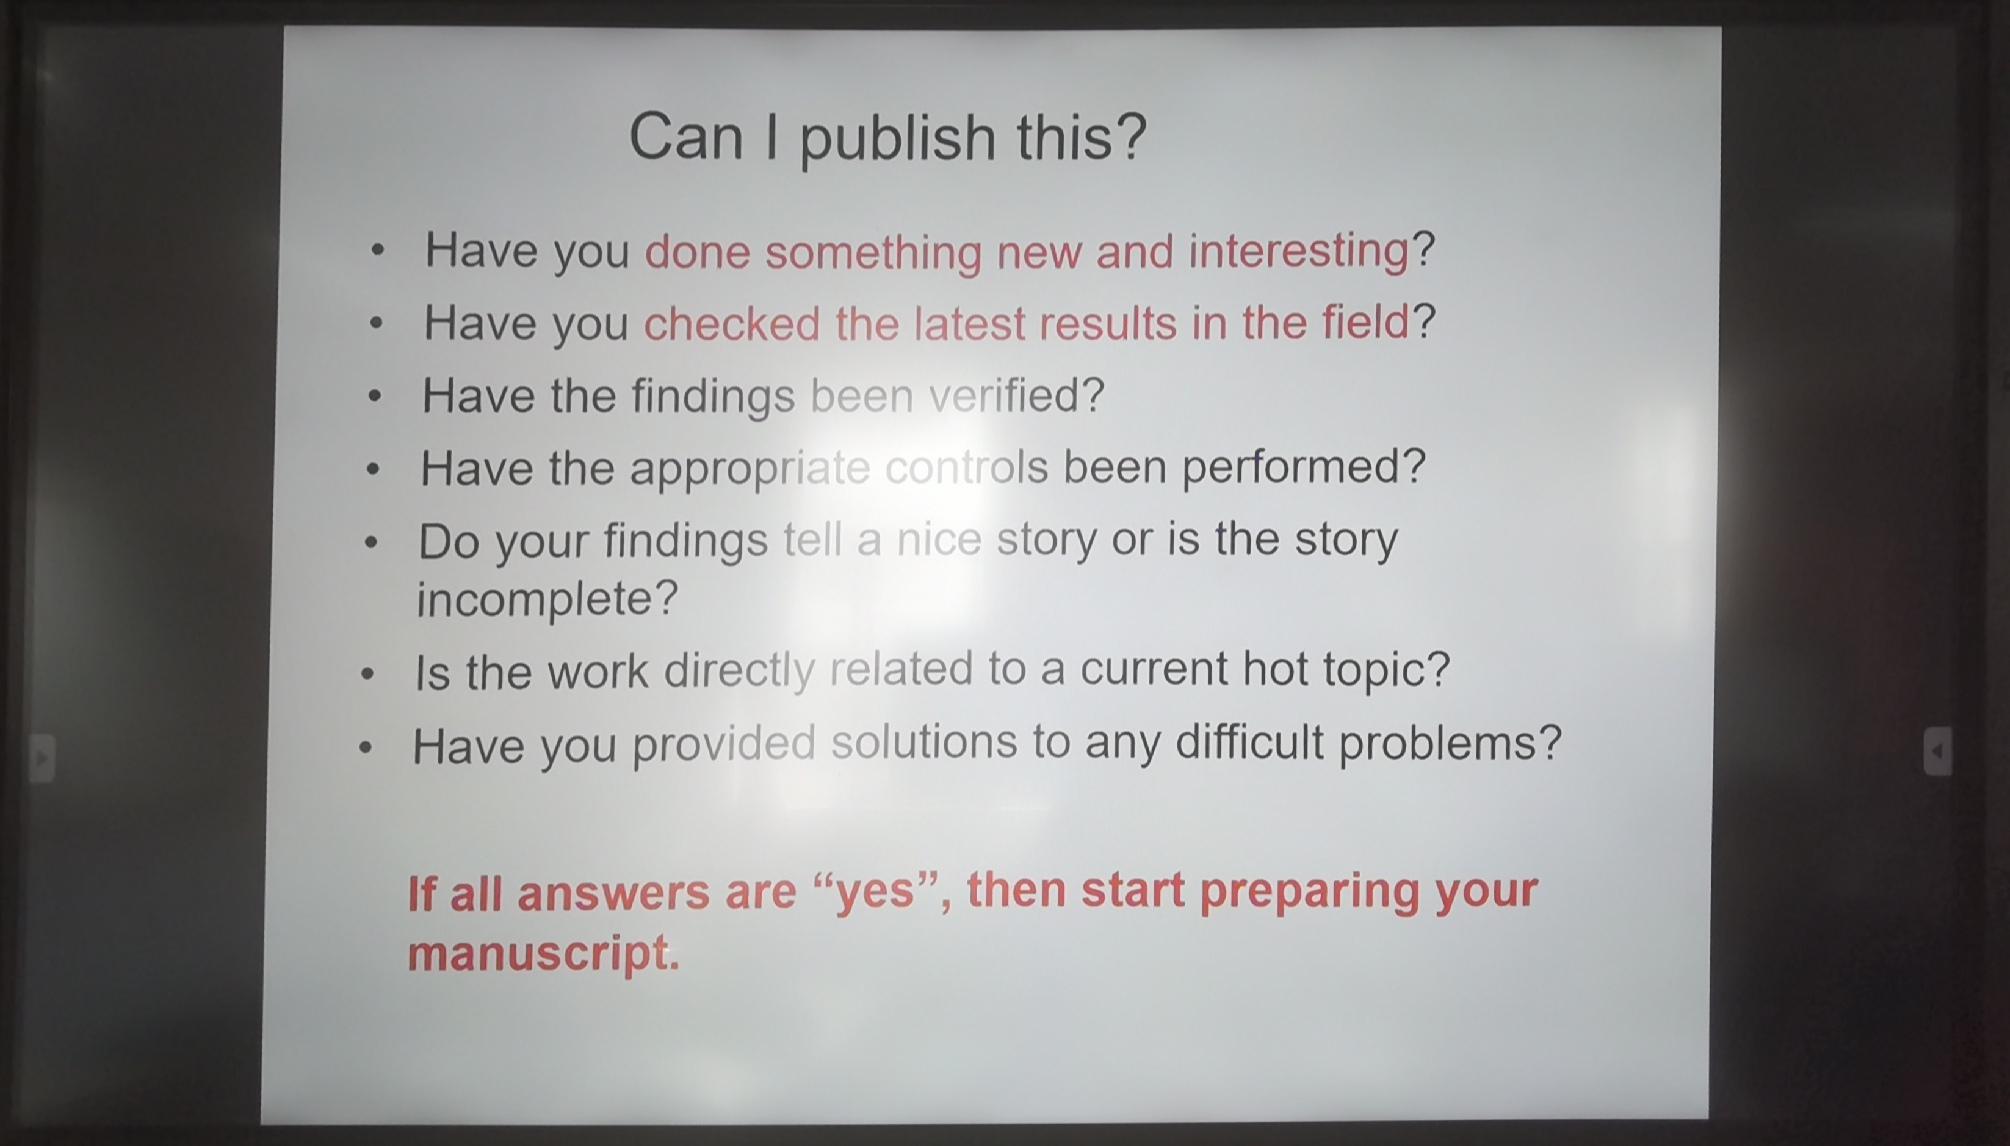 Can I publish this?
• Have you done something new and interesting?
• Have you checked the latest results in the field?
• Have the findings been verified?
• Have the appropriate controls been performed?
• Do your findings tell a nice story or is the story
incomplete?
• Is the work directly related to a current hot topic?
• Have you provided solutions to any difficult problems?
If all answers are “yes”, then start preparing your
manuscript.